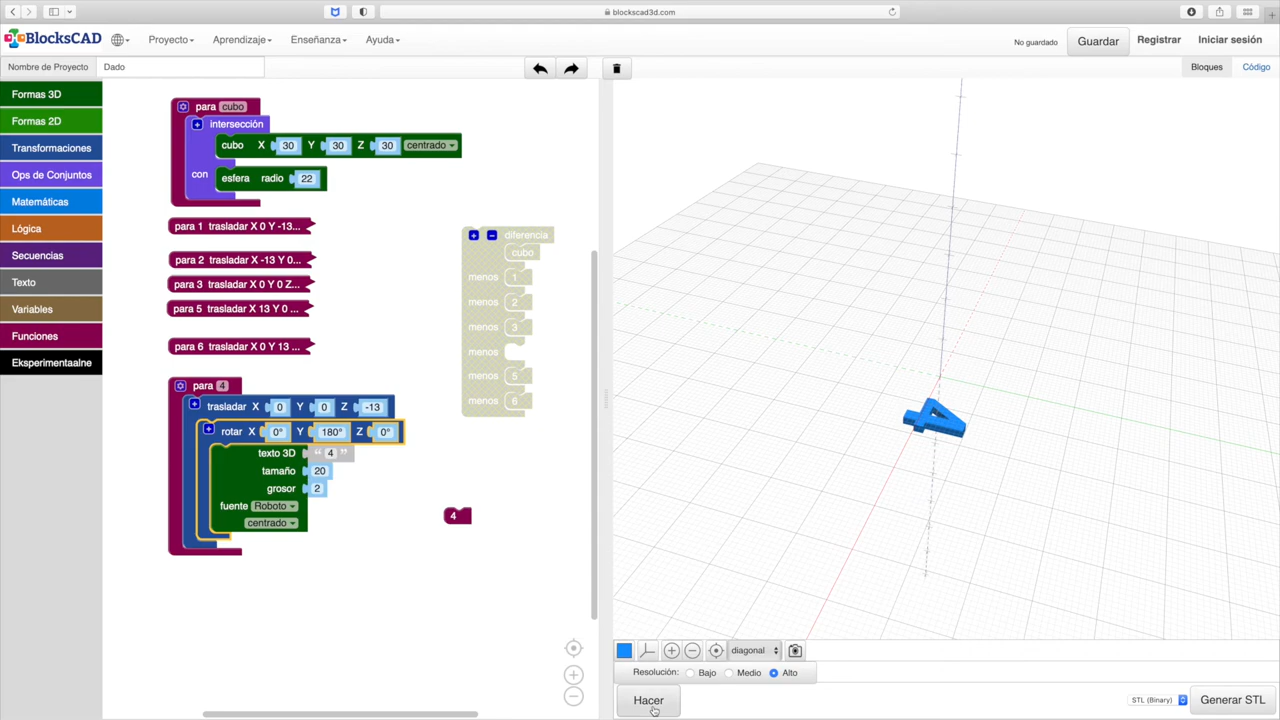 blockscad3d.com
BlocksCAD
Proyecto
Aprendizaje
Enseñanza
Ayuda
No guardado
Guardar
Registrar
Iniciar sesión
Nombre de Proyecto
Dado
Bloques
Código
Formas 3D
Formas 2D
Transformaciones
Ops de Conjuntos
Matemáticas
Lógica
Secuencias
Texto
Variables
Funciones
Eksperimentaalne
para cubo
intersección
cubo X 30 Y 30 Z 30 centrado
con esfera radio 22
para 1 trasladar X 0 Y -13...
para 2 trasladar X -13 Y 0...
para 3 trasladar X 0 Y 0 Z...
para 5 trasladar X 13 Y 0 ...
para 6 trasladar X 0 Y 13 ...
para 4
trasladar X 0 Y 0 Z -13
rotar X 0° Y 180° Z 0°
texto 3D “ 4 ”
tamaño 20
grosor 2
fuente Roboto
centrado
+ - diferencia
cubo
menos 1
menos 2
menos 3
menos
menos 5
menos 6
4
4
diagonal
Resolución: Bajo Medio Alto
Hacer
STL (Binary)
Generar STL